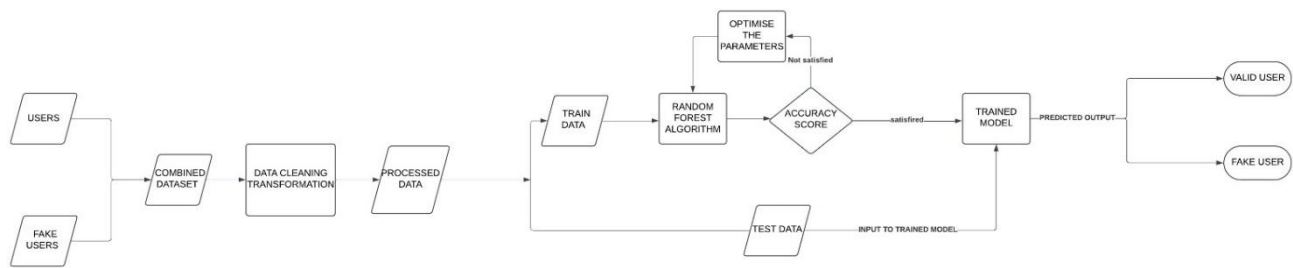 USERS
FAKE
USERS
COMBINED
DATASET
DATA CLEANING
TRANSFORMATION
PROCESSED
DATA
TRAIN
DATA
RANDOM
FOREST
ALGORITHM
OPTIMISE
THE
PARAMETERS
Not satisfied
ACCURACY
SCORE
satisfired
TRAINED
MODEL
TEST DATA
INPUT TO TRAINED MODEL
PREDICTED OUTPUT
VALID USER
FAKE USER